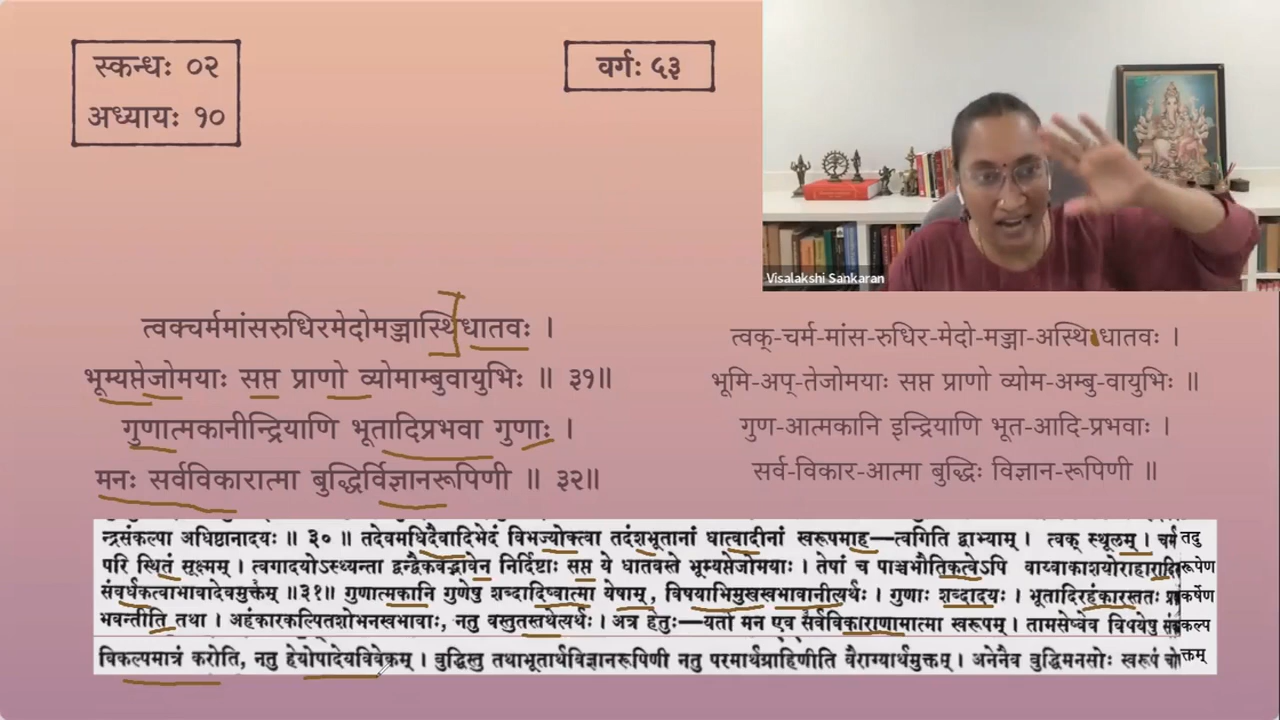 स्कन्धः ०२
अध्यायः १०
वर्गः ५३
Visalakshi Sankaran
त्वक्चर्ममांसरुधिरमेदोमज्जास्थिधातवः ।
भूम्यप्तेजोमयाः सप्त प्राणो व्योमाम्बुवायुभिः ॥ ३१॥
गुणात्मकानीन्द्रियाणि भूतादिप्रभवा गुणाः ।
मनः सर्वविकारात्मा बुद्धिर्विज्ञानरूपिणी ॥ ३२॥
त्वक्-चर्म-मांस-रुधिर-मेदो-मज्जा-अस्थि धातवः ।
भूमि-अप्-तेजोमयाः सप्त प्राणो व्योम-अम्बु-वायुभिः ॥
गुण-आत्मकानि इन्द्रियाणि भूत-आदि-प्रभवाः ।
सर्व-विकार-आत्मा बुद्धिः विज्ञान-रूपिणी ॥
न्द्रसंकल्पा अधिष्ठानादयः ॥ ३० ॥ तदेवमधिदैवादिभेदं विभज्योक्त्वा तदंशभूतानां धात्वादीनां स्वरूपमाह—त्वगिति द्वाभ्याम् । त्वक् स्थूलम् । चर्म तदु
परि स्थितं सूक्ष्मम् । त्वगादयोऽस्थ्यन्ता द्वन्द्वैकवद्भावेन निर्दिष्टाः सप्त ये धातवस्ते भूम्यप्तेजोमयाः । तेषां च पाञ्चभौतिकत्वेऽपि वाय्वाकाशयोराहारादिरूपेण
संवर्धकत्वाभावादेवमुक्तम् ॥३१॥ गुणात्मकानि गुणेषु शब्दादिष्वात्मा येषाम्, विषयाभिमुखस्वभावानीत्यर्थः । गुणाः शब्दादयः । भूतादिरहंकारस्ततः प्रकर्षेण
भवन्तीति तथा । अहंकारकल्पितशोभनस्वभावाः, नतु वस्तुतस्तथेत्यर्थः । अत्र हेतुः—यतो मन एव सर्वविकाराणामात्मा स्वरूपम् । तामसेष्वेव विषयेषु संकल्प
विकल्पमात्रं करोति, नतु हेयोपादेयविवेकम् । बुद्धिस्तु तथाभूतार्थविज्ञानरूपिणी नतु परमार्थग्राहिणीति वैराग्यार्थमुक्तम् । अनेनैव बुद्धिमनसोः स्वरूपं चोक्तम्